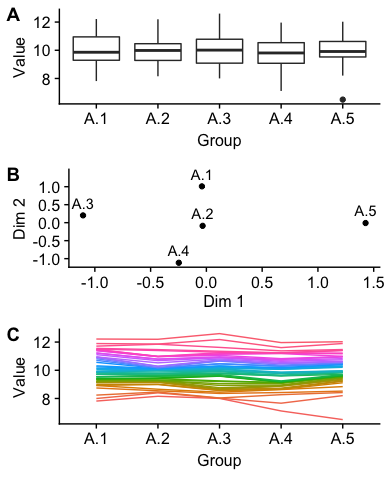 A
12
10
8
Value
A.1 A.2 A.3 A.4 A.5
Group
B
1.0
0.5
0.0
-0.5
-1.0
Dim 2
A.1
A.3
A.2
A.5
A.4
-1.0 -0.5 0.0 0.5 1.0 1.5
Dim 1
C
12
10
8
Value
A.1 A.2 A.3 A.4 A.5
Group